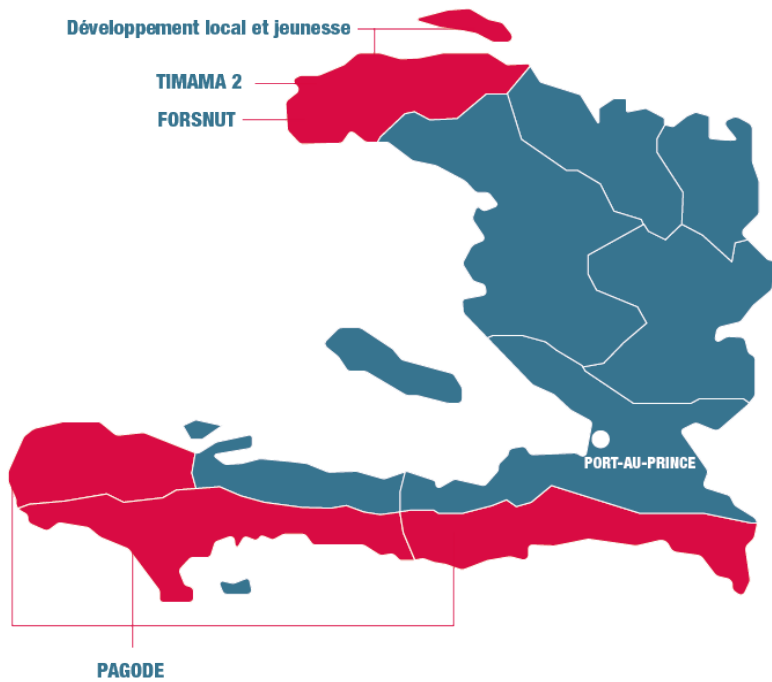 Développement local et jeunesse
TIMAMA 2
FORSNUT
PORT-AU-PRINCE
PAGODE